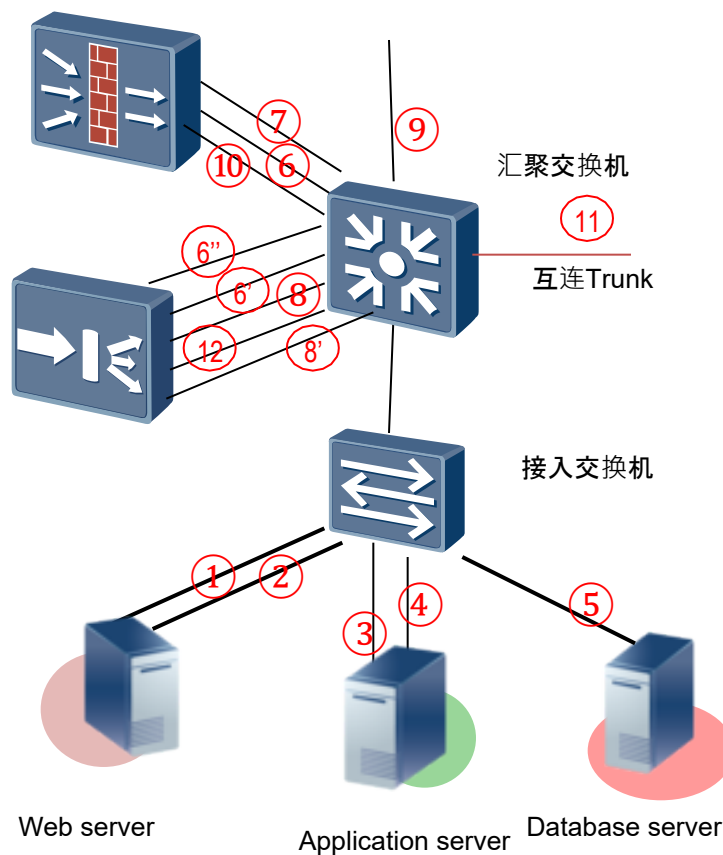 ⑦
⑨
⑩
⑥
汇聚交换机
11
6''
6'
⑧
互连Trunk
12
8'
接入交换机
①
②
③
④
⑤
Web server
Application server
Database server